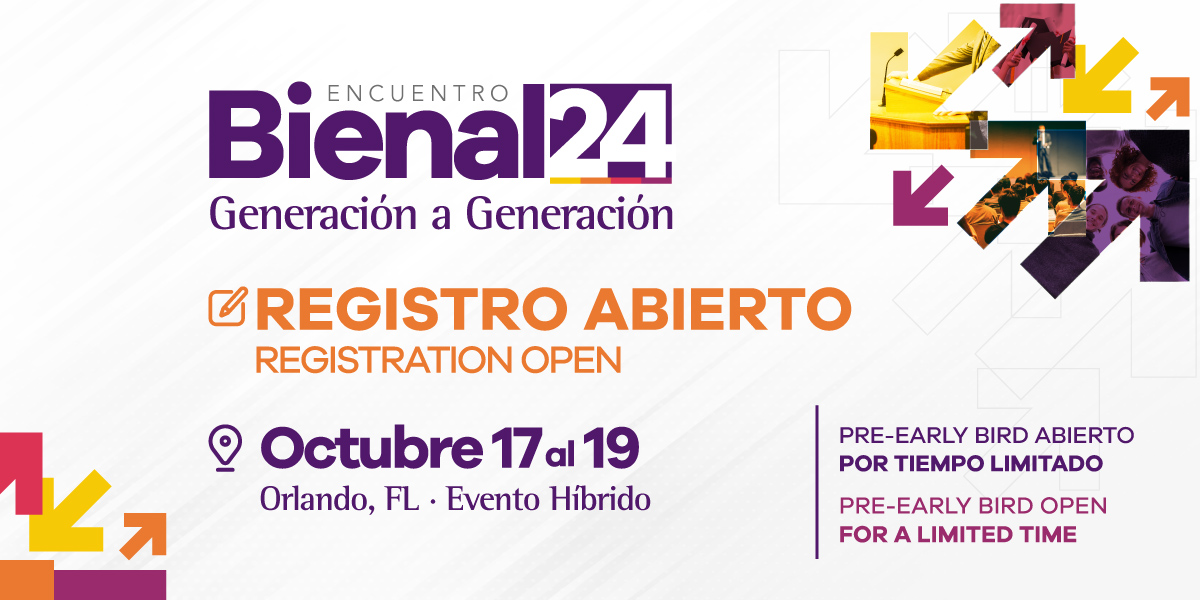 ENCUENTRO
Bienal24
Generación a Generación
REGISTRO ABIERTO
REGISTRATION OPEN
Octubre 17 al 19
Orlando, FL · Evento Híbrido
PRE-EARLY BIRD ABIERTO
POR TIEMPO LIMITADO
PRE-EARLY BIRD OPEN
FOR A LIMITED TIME